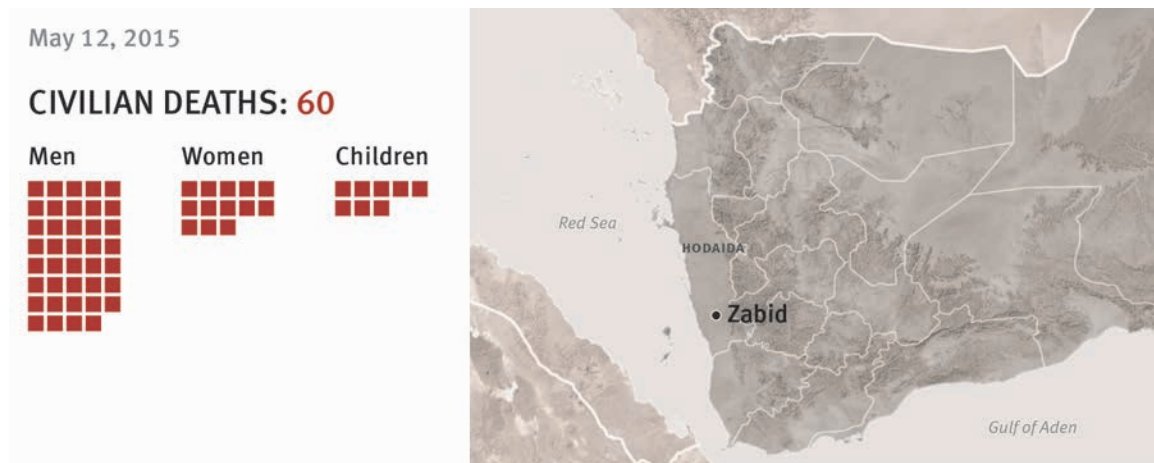 May 12, 2015
CIVILIAN DEATHS: 60
Men Women Children
Red Sea
HODAIDA
Zabid
Gulf of Aden